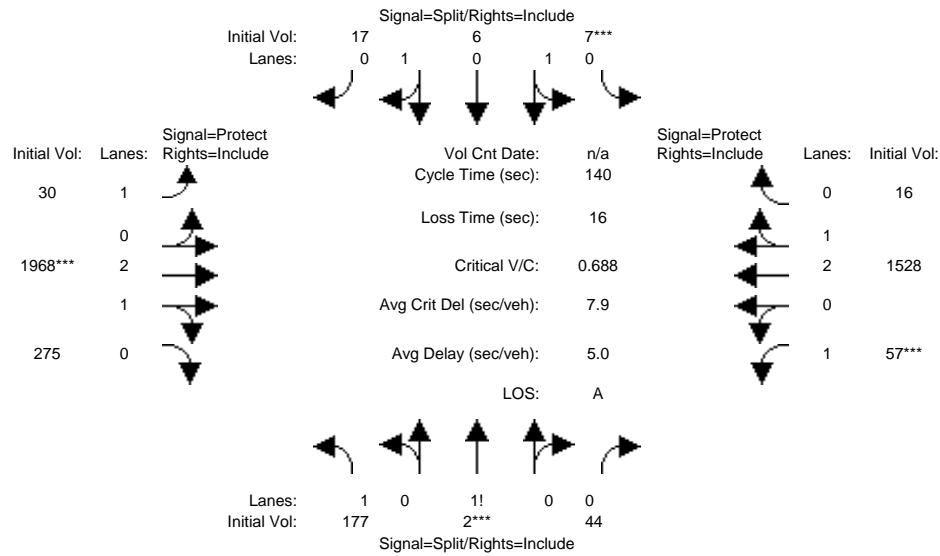 Signal=Split/Rights=Include
Initial Vol: 17 6 7***
Lanes: 0 1 0 1 0
Signal=Protect Signal=Protect
Initial Vol: Lanes: Rights=Include Vol Cnt Date: n/a Rights=Include Lanes: Initial Vol:
Cycle Time (sec): 140
30 1 0 16
Loss Time (sec): 16
0 1
1968*** 2 Critical V/C: 0.688 2 1528
1 Avg Crit Del (sec/veh): 7.9 0
275 0 Avg Delay (sec/veh): 5.0 1 57***
LOS: A
Lanes: 1 0 1! 0 0
Initial Vol: 177 2*** 44
Signal=Split/Rights=Include